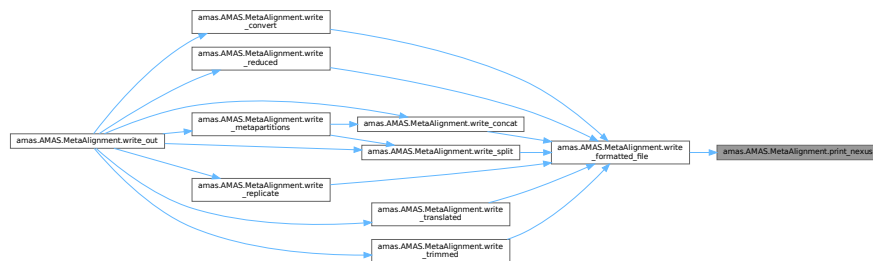 amas.AMAS.MetaAlignment.write
_convert
amas.AMAS.MetaAlignment.write
_reduced
amas.AMAS.MetaAlignment.write_out
amas.AMAS.MetaAlignment.write
_metapartitions
amas.AMAS.MetaAlignment.write_concat
amas.AMAS.MetaAlignment.write_split
amas.AMAS.MetaAlignment.write
_formatted_file
amas.AMAS.MetaAlignment.print_nexus
amas.AMAS.MetaAlignment.write
_replicate
amas.AMAS.MetaAlignment.write
_translated
amas.AMAS.MetaAlignment.write
_trimmed